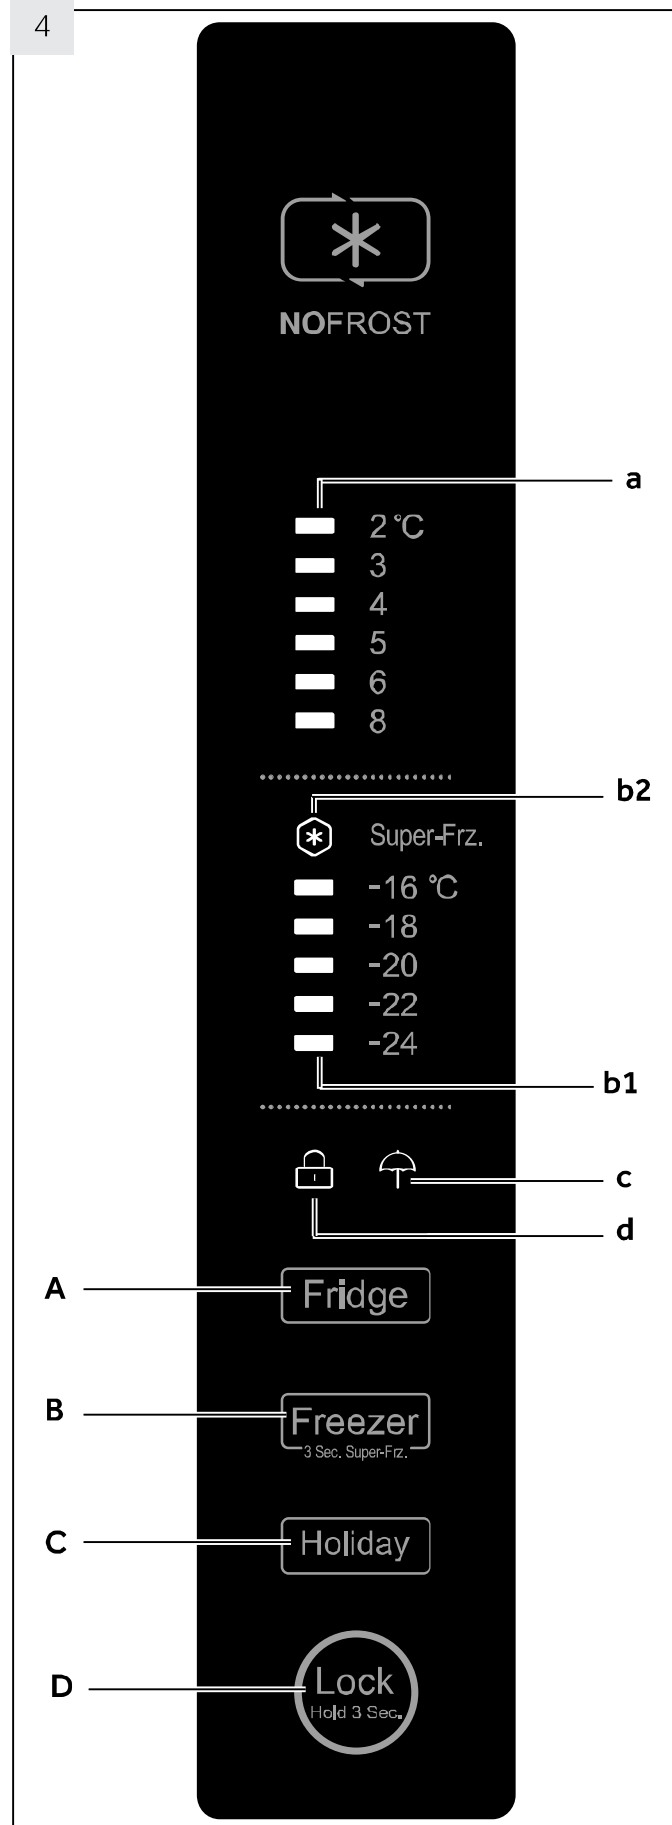 4
NOFROST
a
2 °C
3
4
5
6
8
b2
Super-Frz.
-16 °C
-18
-20
-22
-24
b1
c
d
A
Fridge
B
Freezer
3 Sec. Super-Frz.
C
Holiday
D
Lock
Hold 3 Sec.